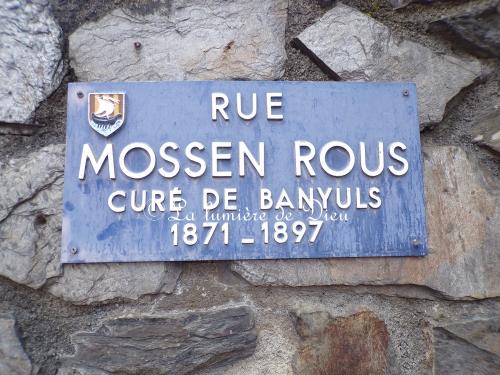 RUE
MOSSEN ROUS
CURÉ DE BANYULS
© La lumière de Dieu
1871 - 1897